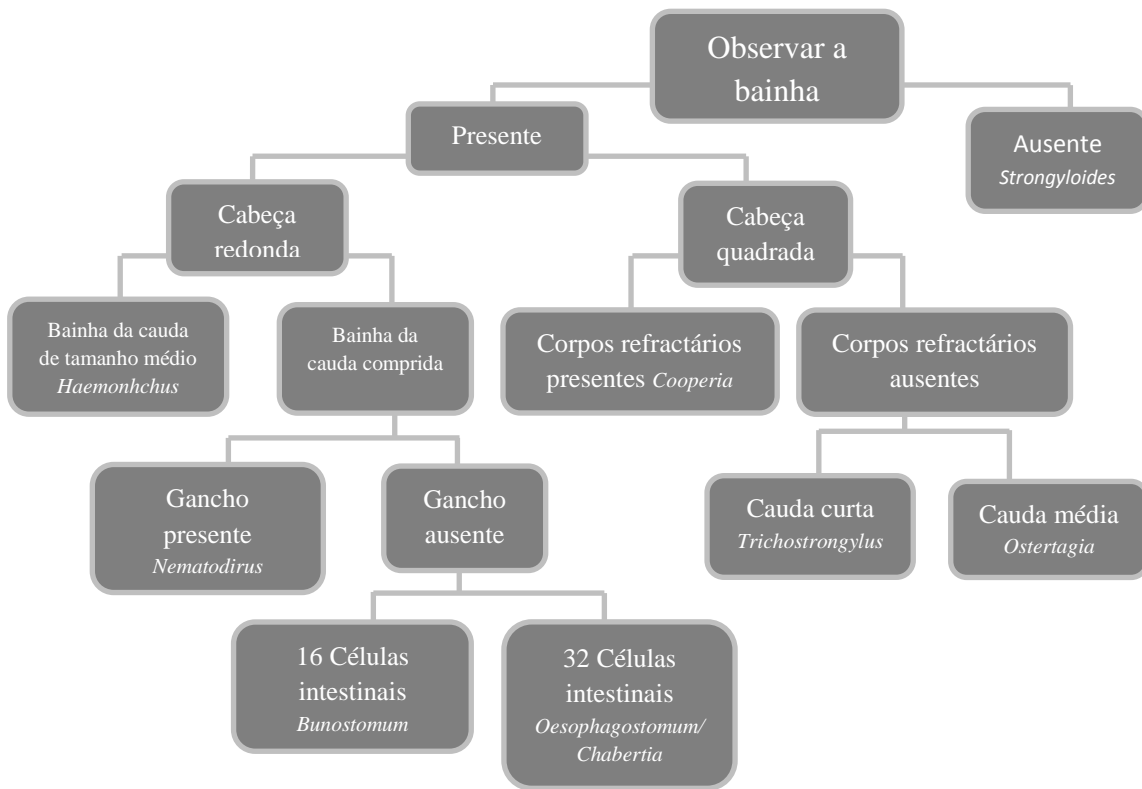 Observar a
bainha
Presente
Ausente
Strongyloides
Cabeça
redonda
Cabeça
quadrada
Bainha da cauda
de tamanho médio
Haemonhchus
Bainha da
cauda comprida
Corpos refractários
presentes Cooperia
Corpos refractários
ausentes
Gancho
presente
Nematodirus
Gancho
ausente
Cauda curta
Trichostrongylus
Cauda média
Ostertagia
16 Células
intestinais
Bunostomum
32 Células
intestinais
Oesophagostomum/
Chabertia